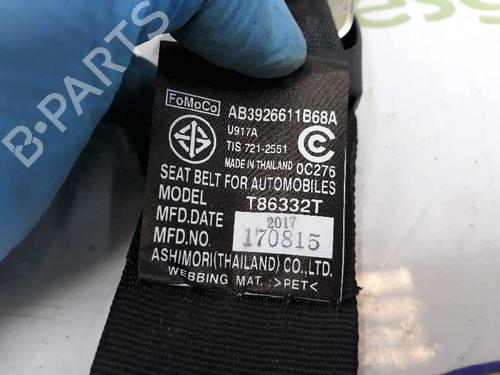 B-PARTS
FoMoCo AB3926611B68A
U917A
TIS 721-2551
MADE IN THAILAND OC276
SEAT BELT FOR AUTOMOBILES
MODEL T86332T
MFD.DATE 2017
MFD.NO. 170815
ASHIMORI(THAILAND) CO.,LTD.
WEBBING MAT. :>PET<